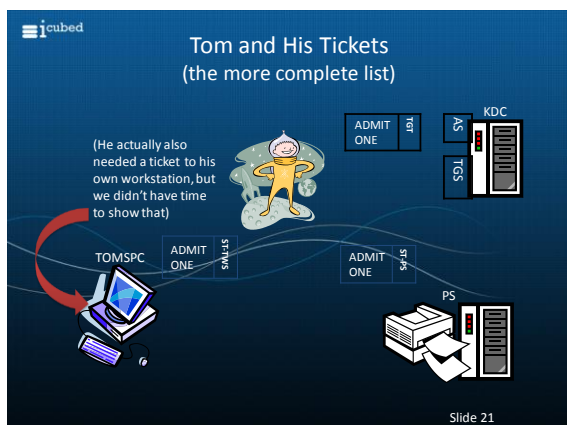 icubed
Tom and His Tickets
(the more complete list)
KDC
ADMIT
ONE
TGT
AS
TGS
(He actually also
needed a ticket to his
own workstation, but
we didn’t have time
to show that)
TOMSPC
ADMIT
ONE
ST-TWS
ADMIT
ONE
ST-PS
PS
Slide 21